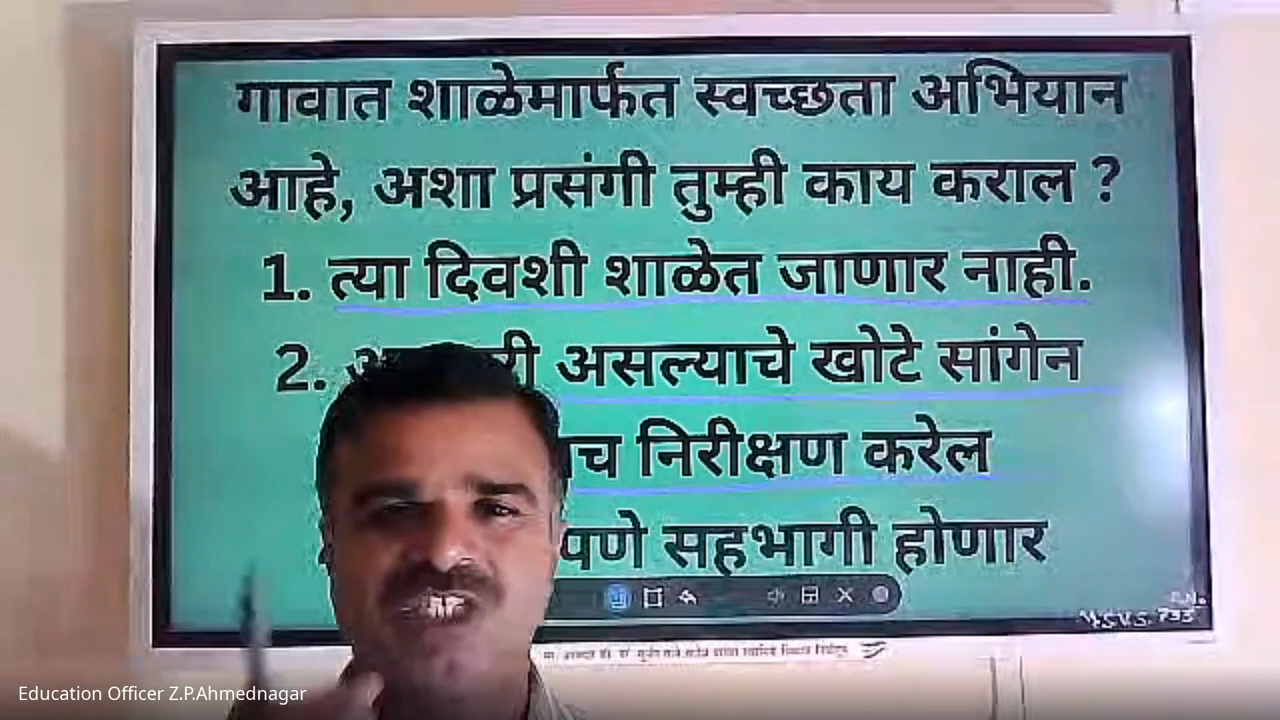 गावात शाळेमार्फत स्वच्छता अभियान
आहे, अशा प्रसंगी तुम्ही काय कराल ?
1. त्या दिवशी शाळेत जाणार नाही.
2. असल्याचे खोटे सांगेन
निरीक्षण करेल
सहभागी होणार
Education Officer Z.P.Ahmednagar